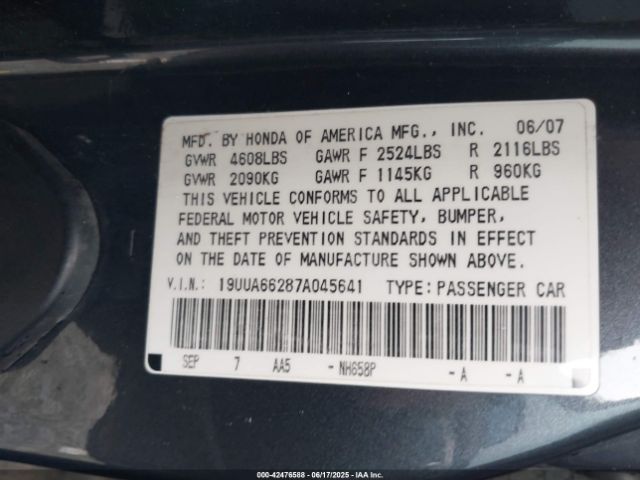 MFD. BY HONDA OF AMERICA MFG., INC. 06/07
GVWR 4608LBS GAWR F 2524LBS R 2116LBS
GVWR 2090KG GAWR F 1145KG R 960KG
THIS VEHICLE CONFORMS TO ALL APPLICABLE
FEDERAL MOTOR VEHICLE SAFETY, BUMPER,
AND THEFT PREVENTION STANDARDS IN EFFECT
ON THE DATE OF MANUFACTURE SHOWN ABOVE.
V.I.N.: 19UUA66287A045641 TYPE: PASSENGER CAR
SEP 7 AA5 - NH658P - A - A
000-42476588 - 06/17/2025 - IAA Inc.